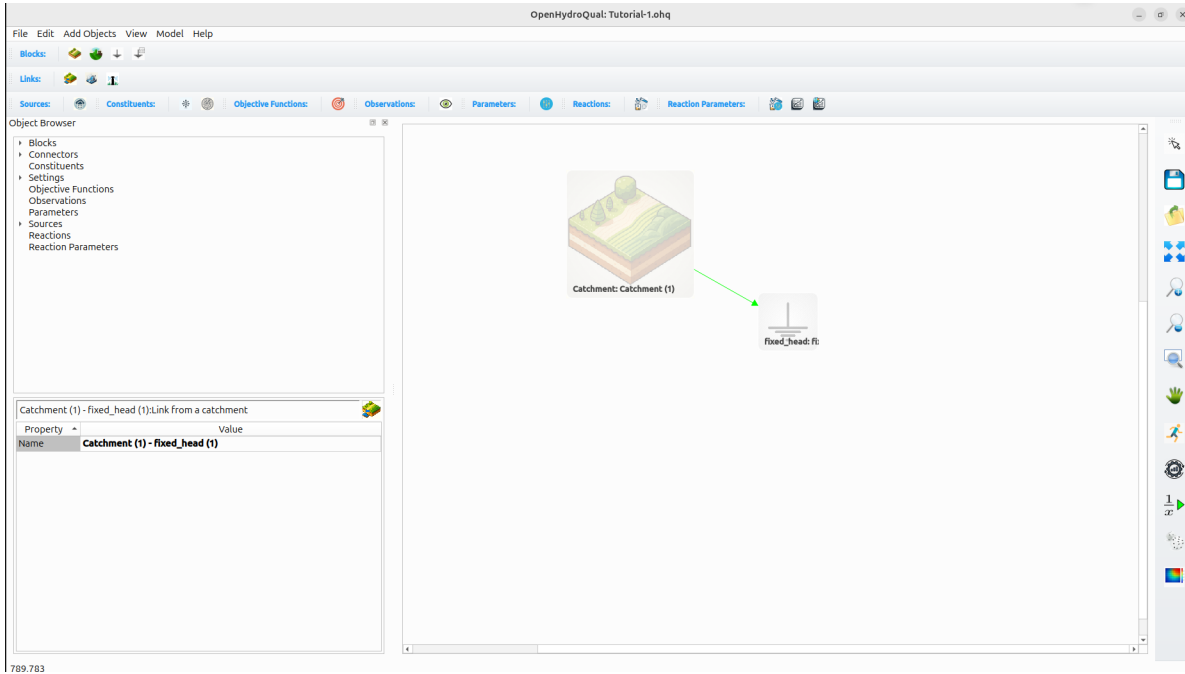 OpenHydroQual: Tutorial-1.ohq
File Edit Add Objects View Model Help
Blocks:
Links:
Sources: Constituents: Objective Functions: Observations: Parameters: Reactions: Reaction Parameters:
Object Browser
Blocks
Connectors
Constituents
Settings
Objective Functions
Observations
Parameters
Sources
Reactions
Reaction Parameters
Catchment: Catchment (1)
fixed_head: fi
Catchment (1) - fixed_head (1):Link from a catchment
Property Value
Name Catchment (1) - fixed_head (1)
1
x
789.783